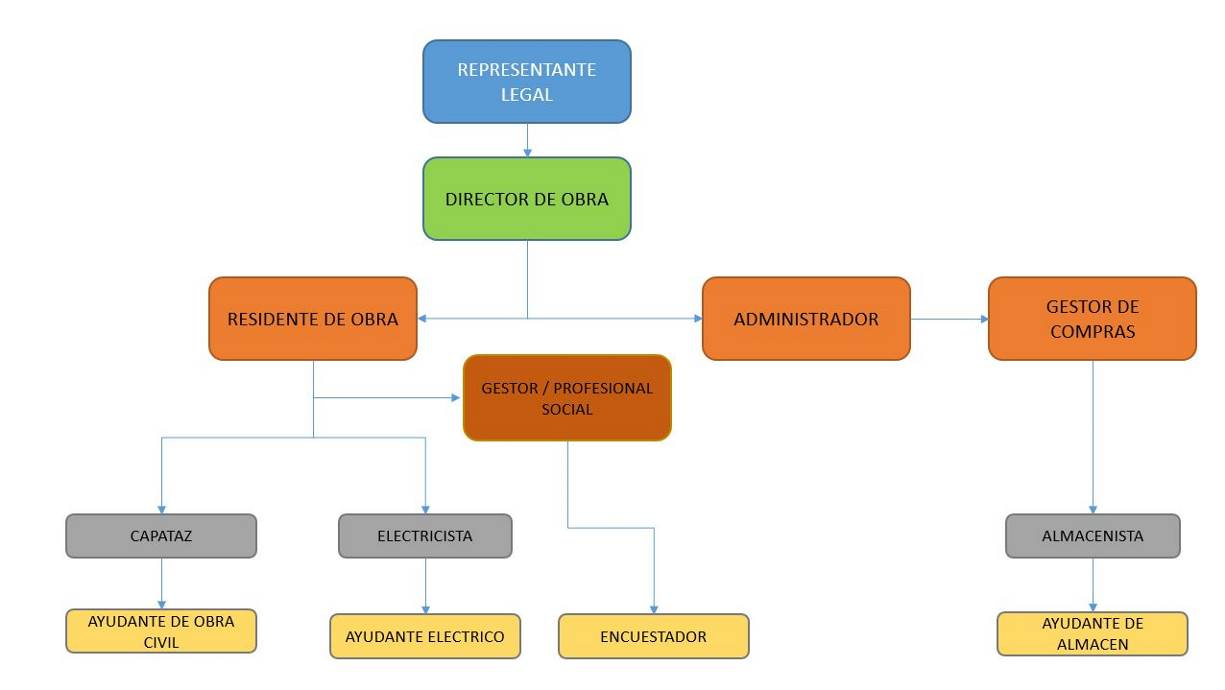 REPRESENTANTE
LEGAL
DIRECTOR DE OBRA
RESIDENTE DE OBRA
ADMINISTRADOR
GESTOR DE
COMPRAS
GESTOR / PROFESIONAL
SOCIAL
CAPATAZ
ELECTRICISTA
ALMACENISTA
AYUDANTE DE OBRA
CIVIL
AYUDANTE ELECTRICO
ENCUESTADOR
AYUDANTE DE
ALMACEN